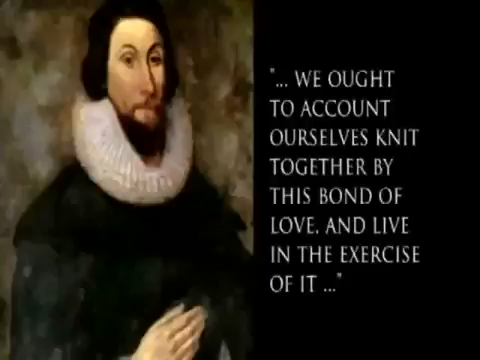 "... WE OUGHT
TO ACCOUNT
OURSELVES KNIT
TOGETHER BY
THIS BOND OF
LOVE, AND LIVE
IN THE EXERCISE
OF IT ..."